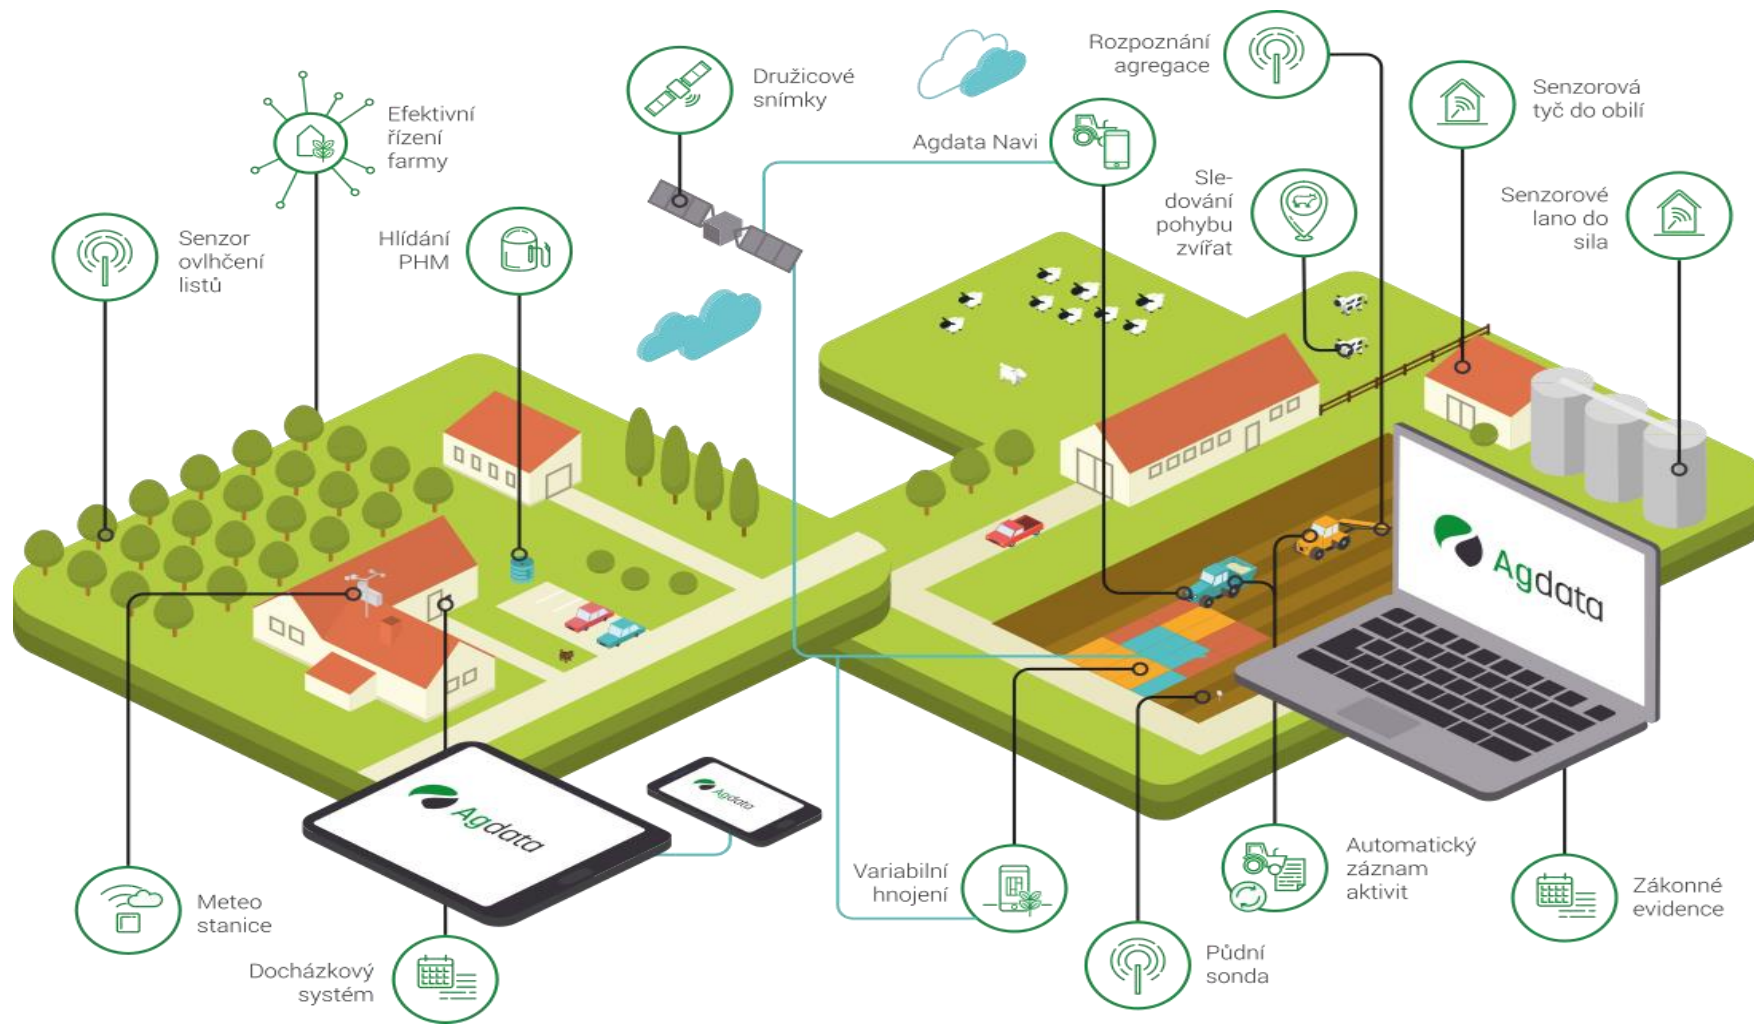 Rozpoznání
agregace
Družicové
snímky
Senzorová
tyč do obilí
Efektivní
řízení
farmy
Agdata Navi
Sle-
dování
pohybu
zvířat
Senzorové
lano do
sila
Senzor
ovlhčení
listů
Hlídání
PHM
Agdata
Agdata
Agdata
Variabilní
hnojení
Automatický
záznam
aktivit
Zákonné
evidence
Meteo
stanice
Půdní
sonda
Docházkový
systém